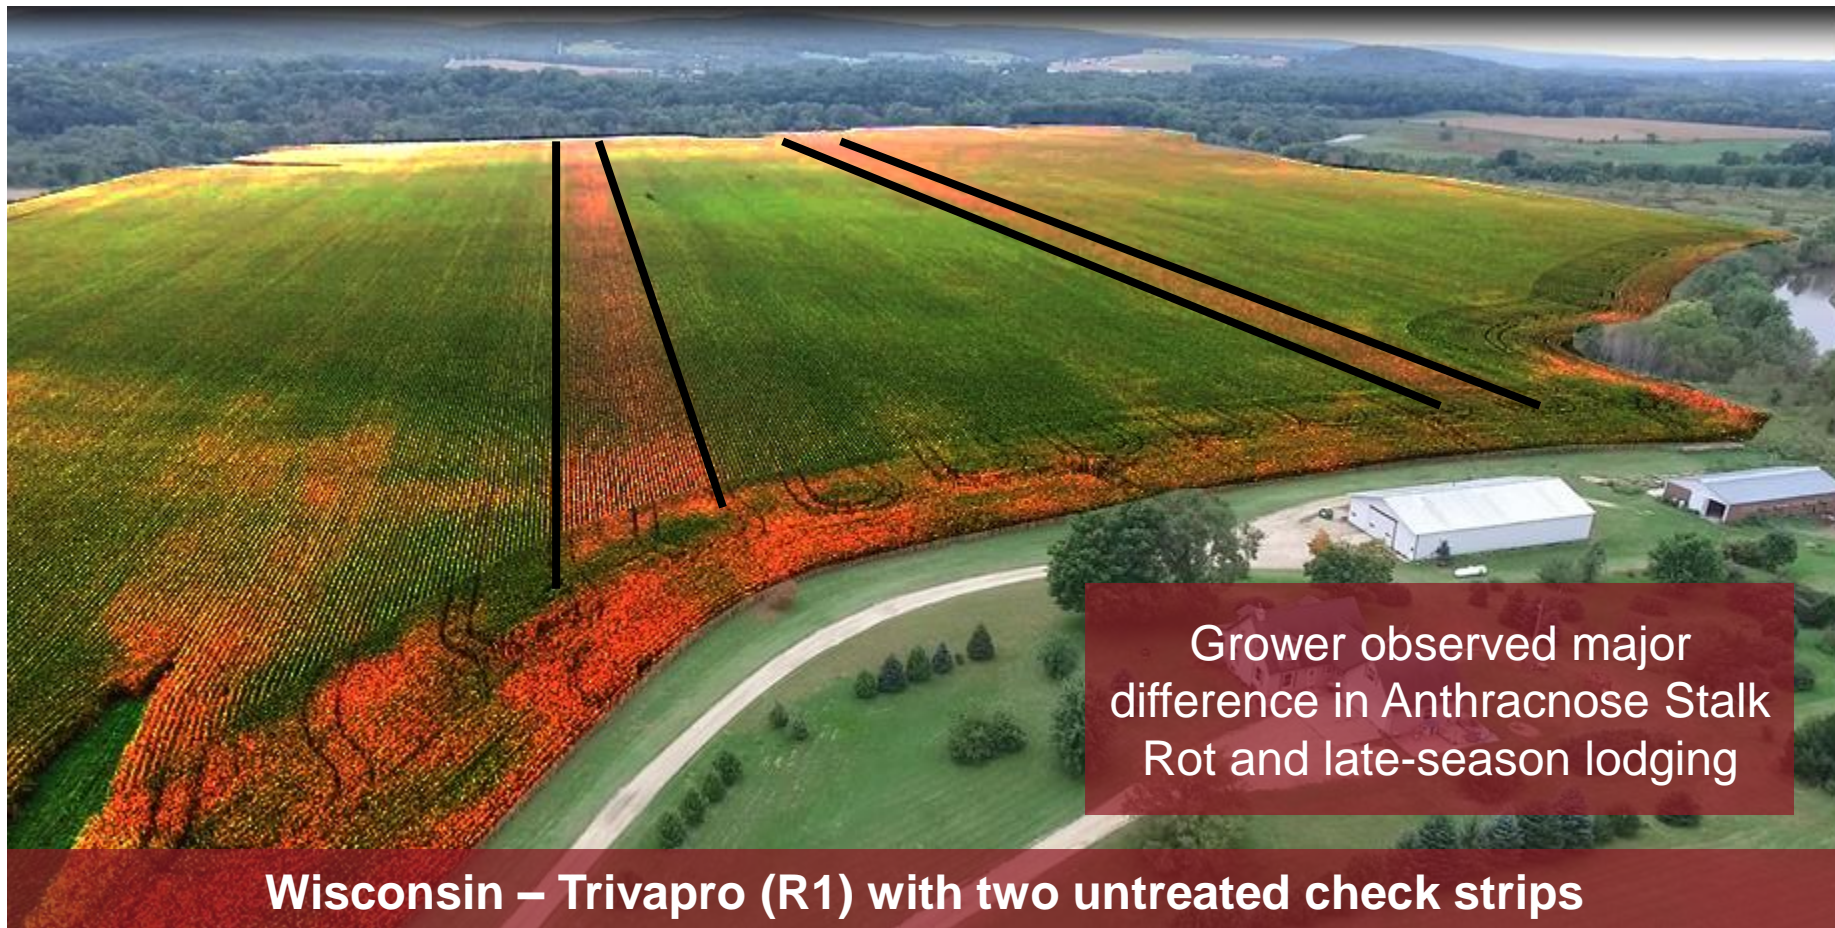 Grower observed major
difference in Anthracnose Stalk
Rot and late-season lodging
Wisconsin – Trivapro (R1) with two untreated check strips